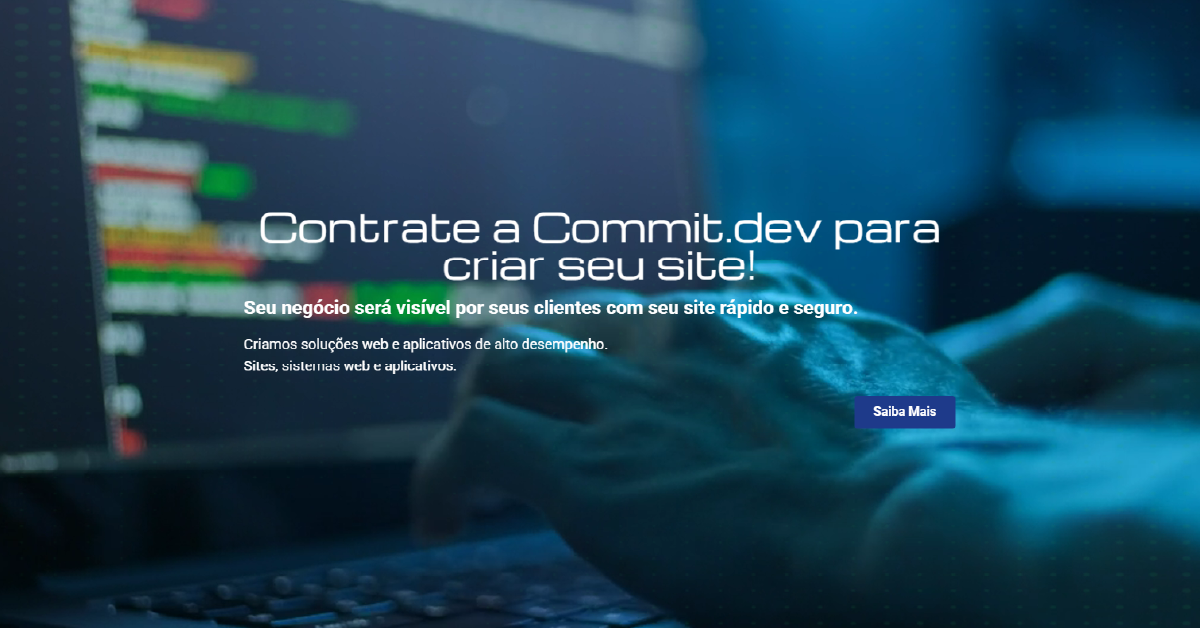 Contrate a Commit.dev para
criar seu site!
Seu negócio será visível por seus clientes com seu site rápido e seguro.
Criamos soluções web e aplicativos de alto desempenho.
Sites, sistemas web e aplicativos.
Saiba Mais